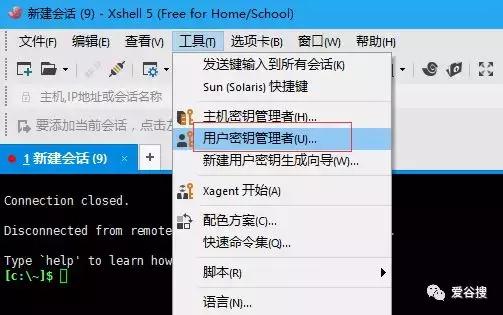 新建会话 (9) - Xshell 5 (Free for Home/School)
文件(F) 编辑(E) 查看(V) 工具(T) 选项卡(B) 窗口(W) 帮助(H)
主机,IP地址或会话名称
要添加当前会话，点击左
1 新建会话 (9)
发送键输入到所有会话(K)
Sun (Solaris) 快捷键
主机密钥管理者(H)...
用户密钥管理者(U)...
新建用户密钥生成向导(W)...
Xagent 开始(A)
配色方案(C)...
快速命令集(Q)...
脚本(R)
语言(N)...
Connection closed.
Disconnected from remote
Type `help' to learn how
[c:\~]$
爱谷搜